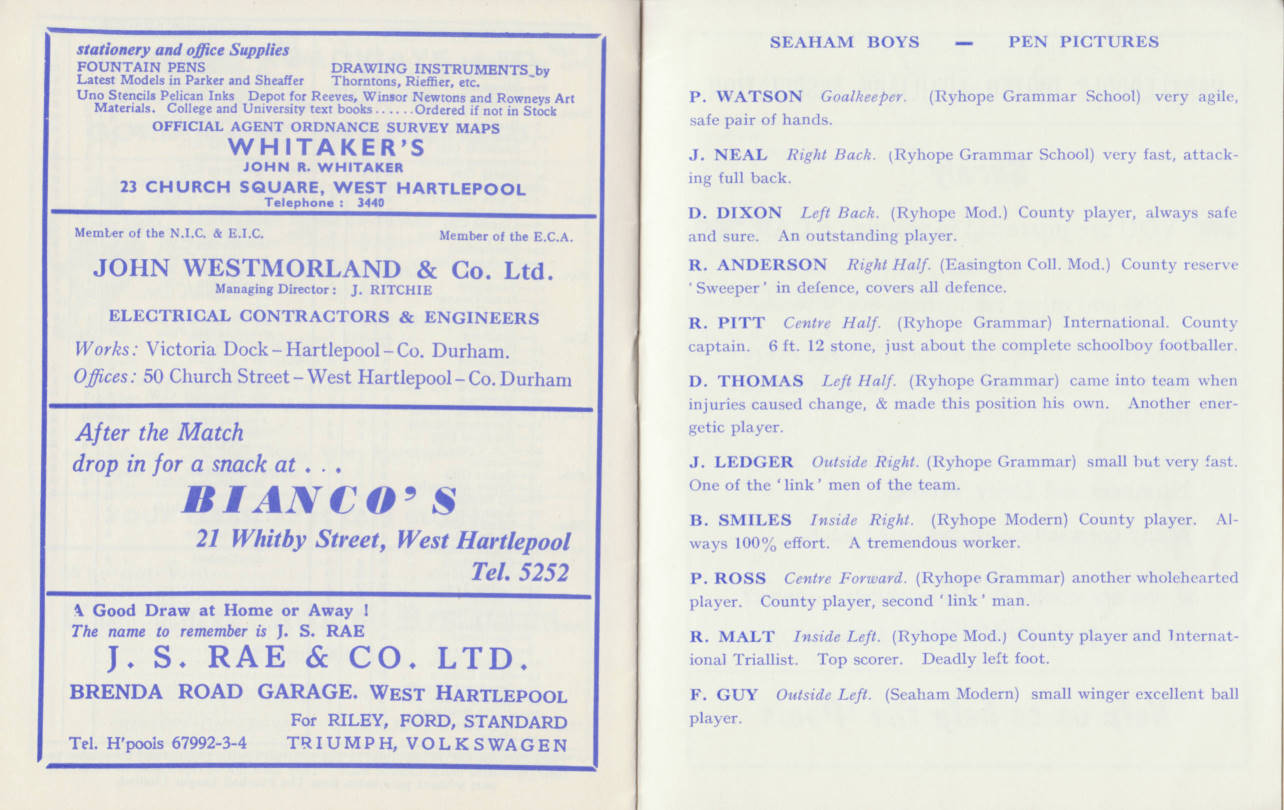 stationery and office Supplies
FOUNTAIN PENS DRAWING INSTRUMENTS by
Latest Models in Parker and Sheaffer Thorntons, Rieffier, etc.
Uno Stencils Pelican Inks Depot for Reeves, Winsor Newtons and Rowneys Art
Materials. College and University text books......Ordered if not in Stock
OFFICIAL AGENT ORDNANCE SURVEY MAPS
WHITAKER'S
JOHN R. WHITAKER
23 CHURCH SQUARE, WEST HARTLEPOOL
Telephone : 3440
Member of the N.I.C. & E.I.C. Member of the E.C.A.
JOHN WESTMORLAND & Co. Ltd.
Managing Director : J. RITCHIE
ELECTRICAL CONTRACTORS & ENGINEERS
Works: Victoria Dock – Hartlepool – Co. Durham.
Offices: 50 Church Street – West Hartlepool – Co. Durham
After the Match
drop in for a snack at . . .
BIANCO'S
21 Whitby Street, West Hartlepool
Tel. 5252
A Good Draw at Home or Away !
The name to remember is J. S. RAE
J. S. RAE & CO. LTD.
BRENDA ROAD GARAGE. WEST HARTLEPOOL
For RILEY, FORD, STANDARD
Tel. H'pools 67992-3-4 TRIUMPH, VOLKSWAGEN
SEAHAM BOYS — PEN PICTURES
P. WATSON Goalkeeper. (Ryhope Grammar School) very agile,
safe pair of hands.
J. NEAL Right Back. (Ryhope Grammar School) very fast, attack-
ing full back.
D. DIXON Left Back. (Ryhope Mod.) County player, always safe
and sure. An outstanding player.
R. ANDERSON Right Half. (Easington Coll. Mod.) County reserve
'Sweeper' in defence, covers all defence.
R. PITT Centre Half. (Ryhope Grammar) International. County
captain. 6 ft. 12 stone, just about the complete schoolboy footballer.
D. THOMAS Left Half. (Ryhope Grammar) came into team when
injuries caused change, & made this position his own. Another ener-
getic player.
J. LEDGER Outside Right. (Ryhope Grammar) small but very fast.
One of the 'link' men of the team.
B. SMILES Inside Right. (Ryhope Modern) County player. Al-
ways 100% effort. A tremendous worker.
P. ROSS Centre Forward. (Ryhope Grammar) another wholehearted
player. County player, second 'link' man.
R. MALT Inside Left. (Ryhope Mod.) County player and Internat-
ional Triallist. Top scorer. Deadly left foot.
F. GUY Outside Left. (Seaham Modern) small winger excellent ball
player.